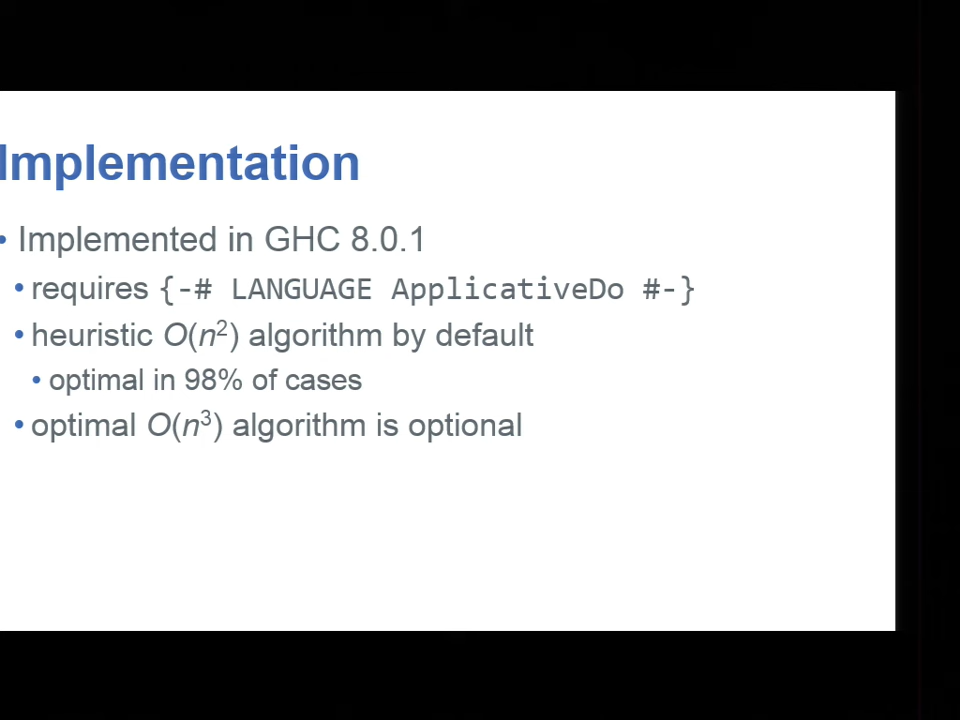 Implementation
• Implemented in GHC 8.0.1
• requires {-# LANGUAGE ApplicativeDo #-}
• heuristic O(n²) algorithm by default
• optimal in 98% of cases
• optimal O(n³) algorithm is optional